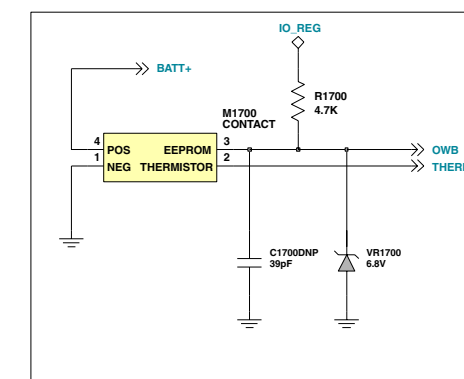 IO_REG
BATT+
R1700
4.7K
M1700
CONTACT
4 POS EEPROM 3
1 NEG THERMISTOR 2
OWB
THERM
C1700DNP
39pF
VR1700
6.8V